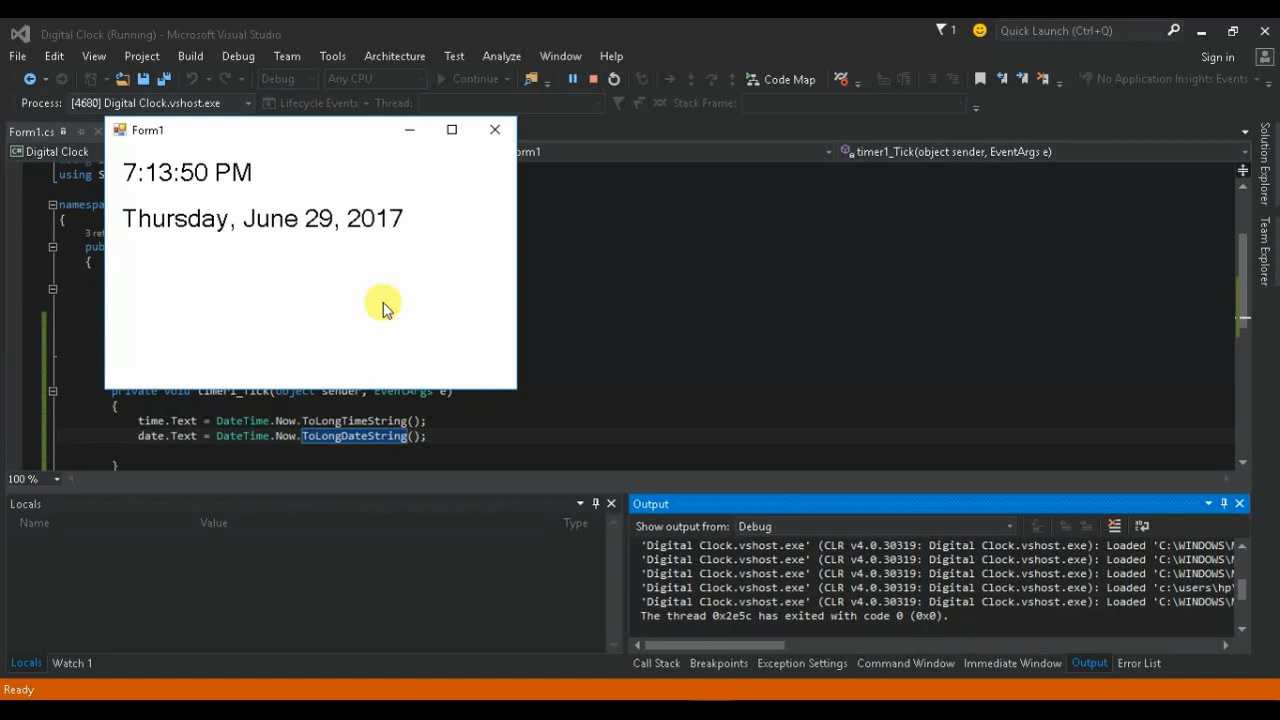 Digital Clock (Running) - Microsoft Visual Studio
1
Quick Launch (Ctrl+Q)
File Edit View Project Build Debug Team Tools Architecture Test Analyze Window Help
Sign in
Debug Any CPU Continue Code Map No Application Insights Events
Process: [4680] Digital Clock.vshost.exe Lifecycle Events Thread: Stack Frame:
Form1.cs
Form1
Digital Clock
timer1_Tick(object sender, EventArgs e)
7:13:50 PM
Thursday, June 29, 2017
using
{
{
private void timer1_Tick(object sender, EventArgs e)
{
time.Text = DateTime.Now.ToLongTimeString();
date.Text = DateTime.Now.ToLongDateString();
}
100 %
Solution Explorer
Team Explorer
Locals
Name Value Type
Locals Watch 1
Output
Show output from: Debug
'Digital Clock.vshost.exe' (CLR v4.0.30319: Digital Clock.vshost.exe): Loaded 'C:\WINDOWS\
'Digital Clock.vshost.exe' (CLR v4.0.30319: Digital Clock.vshost.exe): Loaded 'C:\WINDOWS\
'Digital Clock.vshost.exe' (CLR v4.0.30319: Digital Clock.vshost.exe): Loaded 'C:\WINDOWS\
'Digital Clock.vshost.exe' (CLR v4.0.30319: Digital Clock.vshost.exe): Loaded 'c:\users\hp\
'Digital Clock.vshost.exe' (CLR v4.0.30319: Digital Clock.vshost.exe): Loaded 'C:\WINDOWS\
The thread 0x2e5c has exited with code 0 (0x0).
Call Stack Breakpoints Exception Settings Command Window Immediate Window Output Error List
Ready